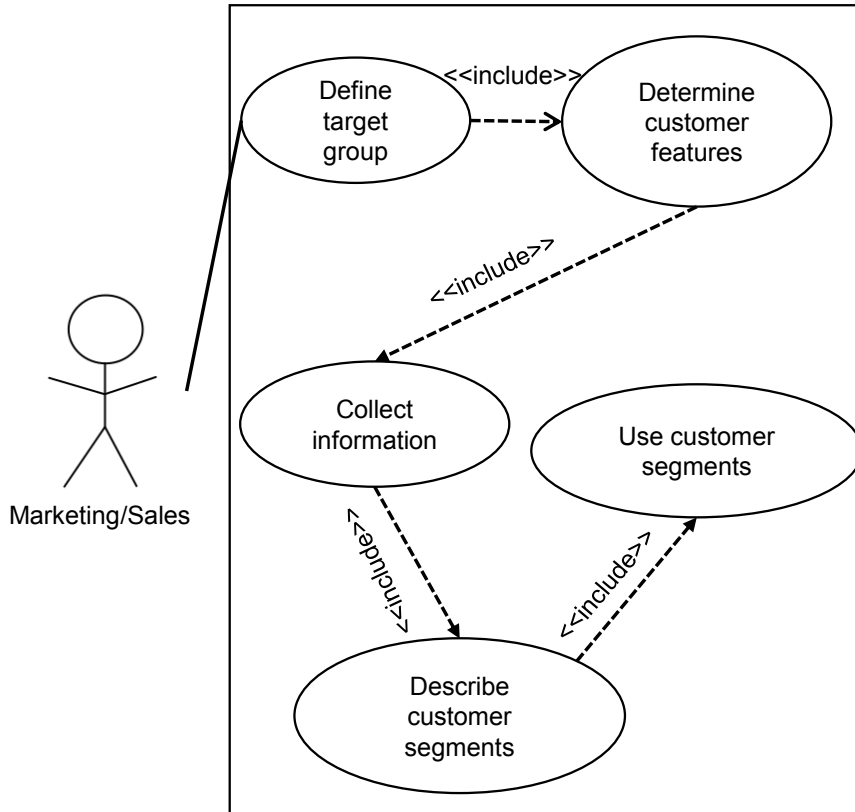 <<include>>
Define
target
group
Determine
customer
features
<<include>>
Collect
information
Use customer
segments
Marketing/Sales
<<include>>
<<include>>
Describe
customer
segments